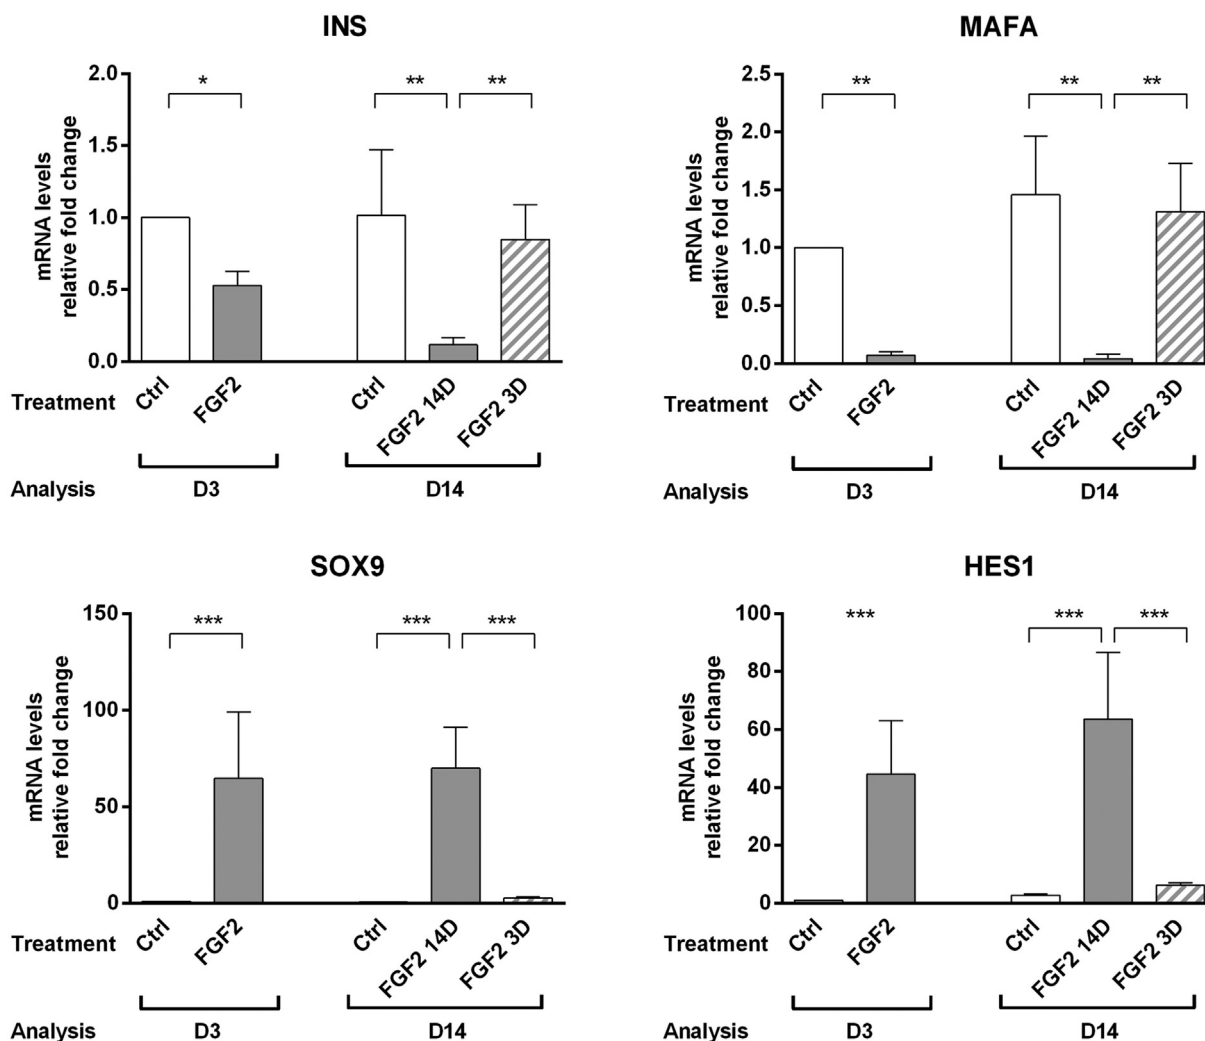 INS
mRNA levels
relative fold change
2.0
1.5
1.0
0.5
0.0
* ** **
Treatment
Ctrl
FGF2
Ctrl
FGF2 14D
FGF2 3D
Analysis D3 D14
MAFA
mRNA levels
relative fold change
2.5
2.0
1.5
1.0
0.5
0.0
** ** **
Treatment
Ctrl
FGF2
Ctrl
FGF2 14D
FGF2 3D
Analysis D3 D14
SOX9
mRNA levels
relative fold change
150
100
50
0
*** *** ***
Treatment
Ctrl
FGF2
Ctrl
FGF2 14D
FGF2 3D
Analysis D3 D14
HES1
mRNA levels
relative fold change
100
80
60
40
20
0
*** *** ***
Treatment
Ctrl
FGF2
Ctrl
FGF2 14D
FGF2 3D
Analysis D3 D14